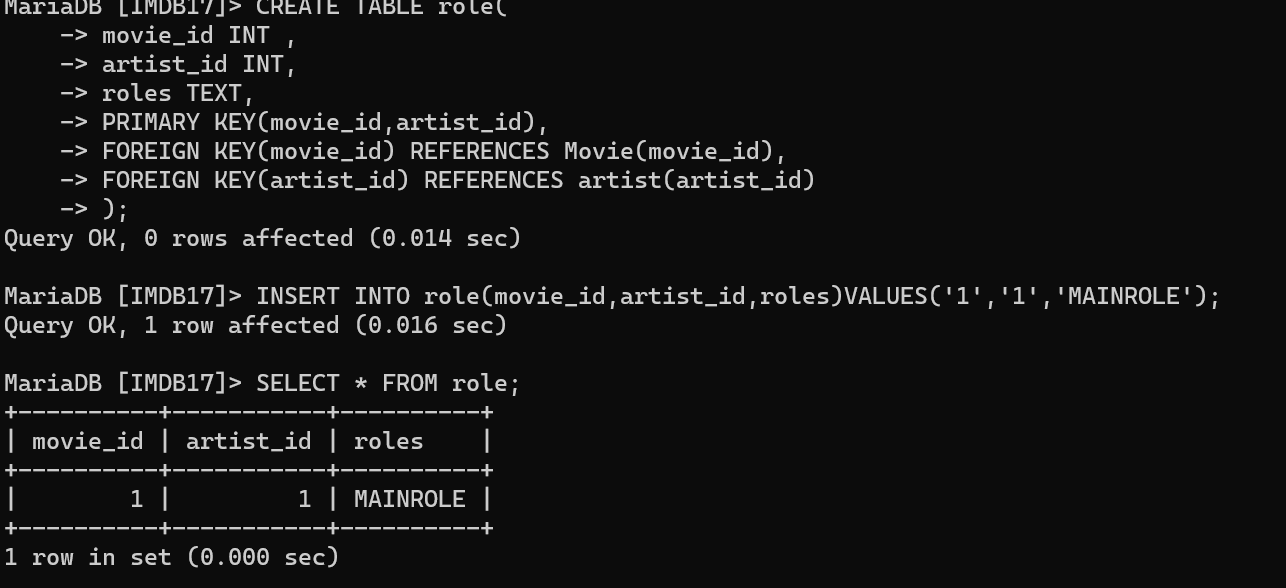 MariaDB [IMDB17]> CREATE TABLE role(
    -> movie_id INT ,
    -> artist_id INT,
    -> roles TEXT,
    -> PRIMARY KEY(movie_id,artist_id),
    -> FOREIGN KEY(movie_id) REFERENCES Movie(movie_id),
    -> FOREIGN KEY(artist_id) REFERENCES artist(artist_id)
    -> );
Query OK, 0 rows affected (0.014 sec)

MariaDB [IMDB17]> INSERT INTO role(movie_id,artist_id,roles)VALUES('1','1','MAINROLE');
Query OK, 1 row affected (0.016 sec)

MariaDB [IMDB17]> SELECT * FROM role;
+----------+-----------+----------+
| movie_id | artist_id | roles    |
+----------+-----------+----------+
|        1 |         1 | MAINROLE |
+----------+-----------+----------+
1 row in set (0.000 sec)